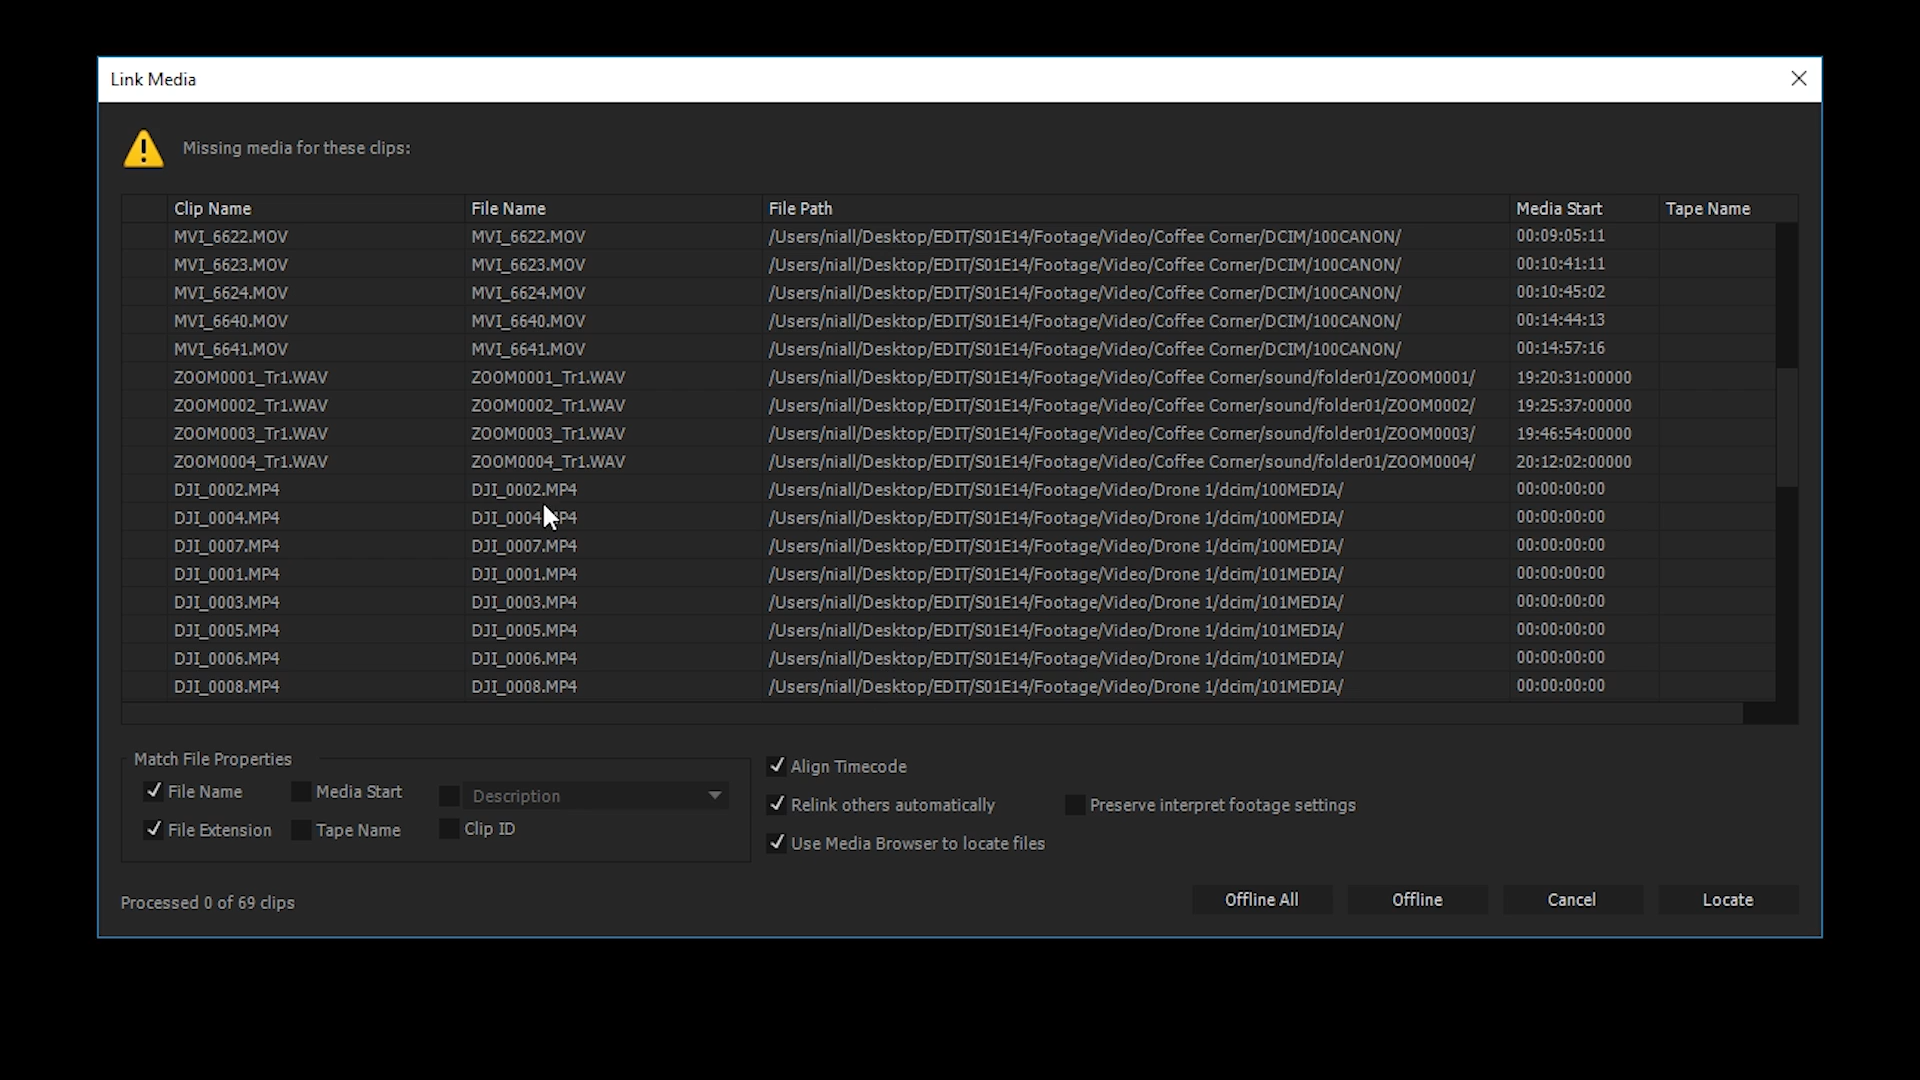 Link Media
Missing media for these clips:
Clip Name File Name File Path Media Start Tape Name
MVI_6622.MOV MVI_6622.MOV /Users/niall/Desktop/EDIT/S01E14/Footage/Video/Coffee Corner/DCIM/100CANON/ 00:09:05:11
MVI_6623.MOV MVI_6623.MOV /Users/niall/Desktop/EDIT/S01E14/Footage/Video/Coffee Corner/DCIM/100CANON/ 00:10:41:11
MVI_6624.MOV MVI_6624.MOV /Users/niall/Desktop/EDIT/S01E14/Footage/Video/Coffee Corner/DCIM/100CANON/ 00:10:45:02
MVI_6640.MOV MVI_6640.MOV /Users/niall/Desktop/EDIT/S01E14/Footage/Video/Coffee Corner/DCIM/100CANON/ 00:14:44:13
MVI_6641.MOV MVI_6641.MOV /Users/niall/Desktop/EDIT/S01E14/Footage/Video/Coffee Corner/DCIM/100CANON/ 00:14:57:16
ZOOM0001_Tr1.WAV ZOOM0001_Tr1.WAV /Users/niall/Desktop/EDIT/S01E14/Footage/Video/Coffee Corner/sound/folder01/ZOOM0001/ 19:20:31:00000
ZOOM0002_Tr1.WAV ZOOM0002_Tr1.WAV /Users/niall/Desktop/EDIT/S01E14/Footage/Video/Coffee Corner/sound/folder01/ZOOM0002/ 19:25:37:00000
ZOOM0003_Tr1.WAV ZOOM0003_Tr1.WAV /Users/niall/Desktop/EDIT/S01E14/Footage/Video/Coffee Corner/sound/folder01/ZOOM0003/ 19:46:54:00000
ZOOM0004_Tr1.WAV ZOOM0004_Tr1.WAV /Users/niall/Desktop/EDIT/S01E14/Footage/Video/Coffee Corner/sound/folder01/ZOOM0004/ 20:12:02:00000
DJI_0002.MP4 DJI_0002.MP4 /Users/niall/Desktop/EDIT/S01E14/Footage/Video/Drone 1/dcim/100MEDIA/ 00:00:00:00
DJI_0004.MP4 DJI_0004.MP4 /Users/niall/Desktop/EDIT/S01E14/Footage/Video/Drone 1/dcim/100MEDIA/ 00:00:00:00
DJI_0007.MP4 DJI_0007.MP4 /Users/niall/Desktop/EDIT/S01E14/Footage/Video/Drone 1/dcim/100MEDIA/ 00:00:00:00
DJI_0001.MP4 DJI_0001.MP4 /Users/niall/Desktop/EDIT/S01E14/Footage/Video/Drone 1/dcim/101MEDIA/ 00:00:00:00
DJI_0003.MP4 DJI_0003.MP4 /Users/niall/Desktop/EDIT/S01E14/Footage/Video/Drone 1/dcim/101MEDIA/ 00:00:00:00
DJI_0005.MP4 DJI_0005.MP4 /Users/niall/Desktop/EDIT/S01E14/Footage/Video/Drone 1/dcim/101MEDIA/ 00:00:00:00
DJI_0006.MP4 DJI_0006.MP4 /Users/niall/Desktop/EDIT/S01E14/Footage/Video/Drone 1/dcim/101MEDIA/ 00:00:00:00
DJI_0008.MP4 DJI_0008.MP4 /Users/niall/Desktop/EDIT/S01E14/Footage/Video/Drone 1/dcim/101MEDIA/ 00:00:00:00
Match File Properties
File Name Media Start Description
File Extension Tape Name Clip ID
Align Timecode
Relink others automatically Preserve interpret footage settings
Use Media Browser to locate files
Processed 0 of 69 clips
Offline All Offline Cancel Locate